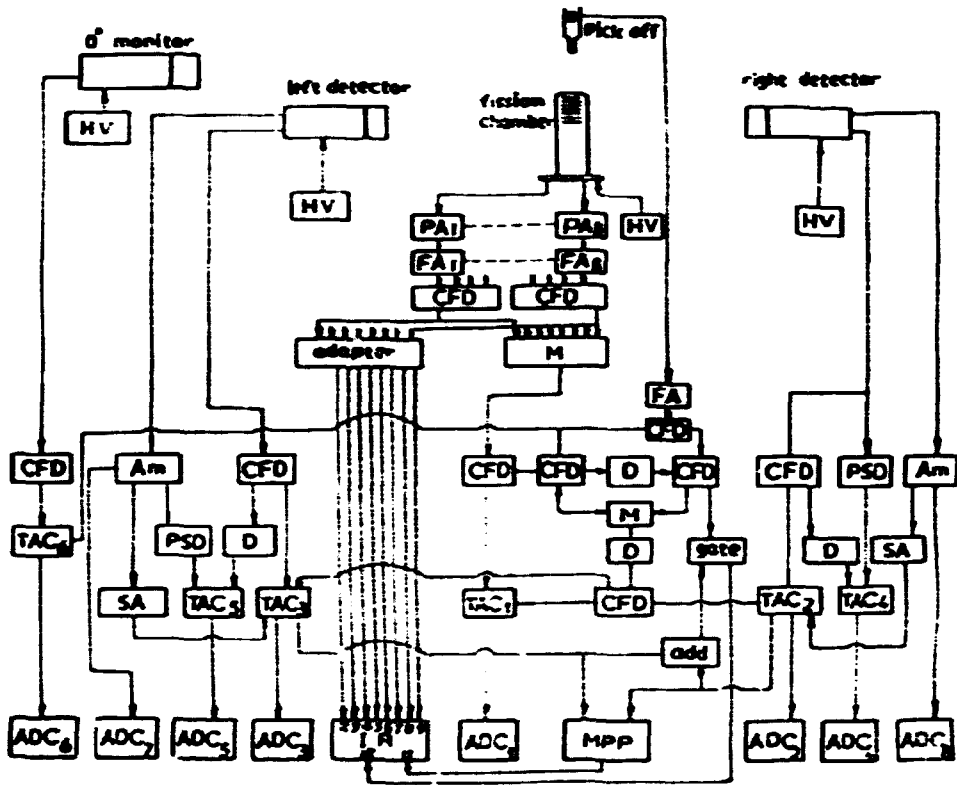 0° monitor
Pick off
left detector
right detector
fission
chamber
HV
HV
HV
HV
PA1
PA8
FA1
FA8
CFD
CFD
adaptor
M
FA
CFD
CFD
Am
CFD
CFD
CFD
D
CFD
CFD
PSD
Am
M
TAC6
PSD
D
D
gate
D
SA
SA
TAC5
TAC3
TAC1
CFD
TAC2
TAC4
add
ADC6
ADC7
ADC5
ADC3
ADC1
MPP
ADC2
ADC4
ADC8